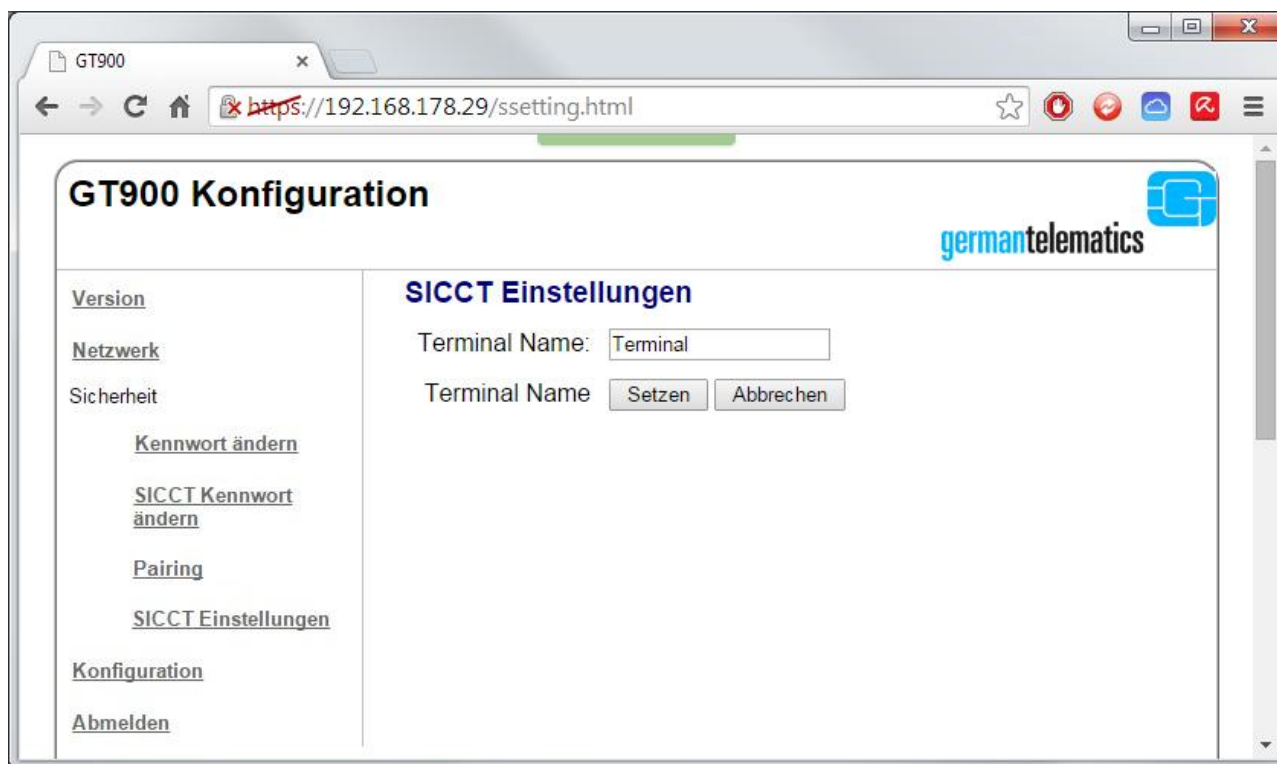 GT900
https://192.168.178.29/ssetting.html
GT900 Konfiguration
germantelematics
Version
Netzwerk
Sicherheit
Kennwort ändern
SICCT Kennwort
ändern
Pairing
SICCT Einstellungen
Konfiguration
Abmelden
SICCT Einstellungen
Terminal Name: Terminal
Terminal Name Setzen Abbrechen